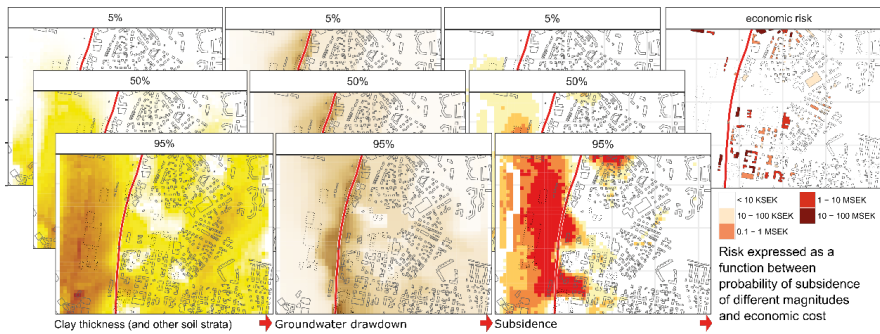 5%
5%
5%
economic risk
50%
50%
50%
95%
95%
95%
< 10 KSEK
10 − 100 KSEK
0.1 − 1 MSEK
1 − 10 MSEK
10 − 100 MSEK
Risk expressed as a
function between
probability of subsidence
of different magnitudes
and economic cost
Clay thickness (and other soil strata)
Groundwater drawdown
Subsidence